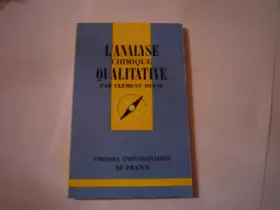 L'ANALYSE
CHIMIQUE
QUALITATIVE
PAR CLÉMENT DUVAL
PRESSES UNIVERSITAIRES
DE FRANCE